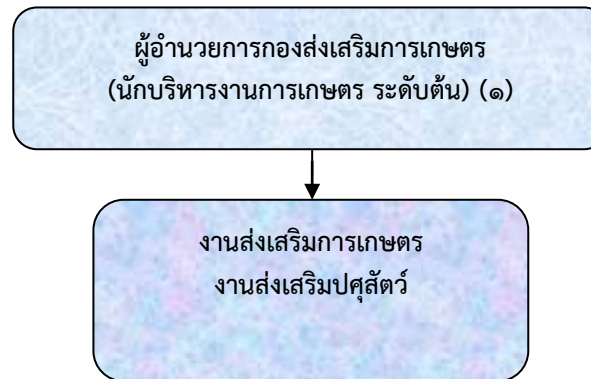 ผู้อำนวยการกองส่งเสริมการเกษตร
(นักบริหารงานการเกษตร ระดับต้น) (๑)
งานส่งเสริมการเกษตร
งานส่งเสริมปศุสัตว์